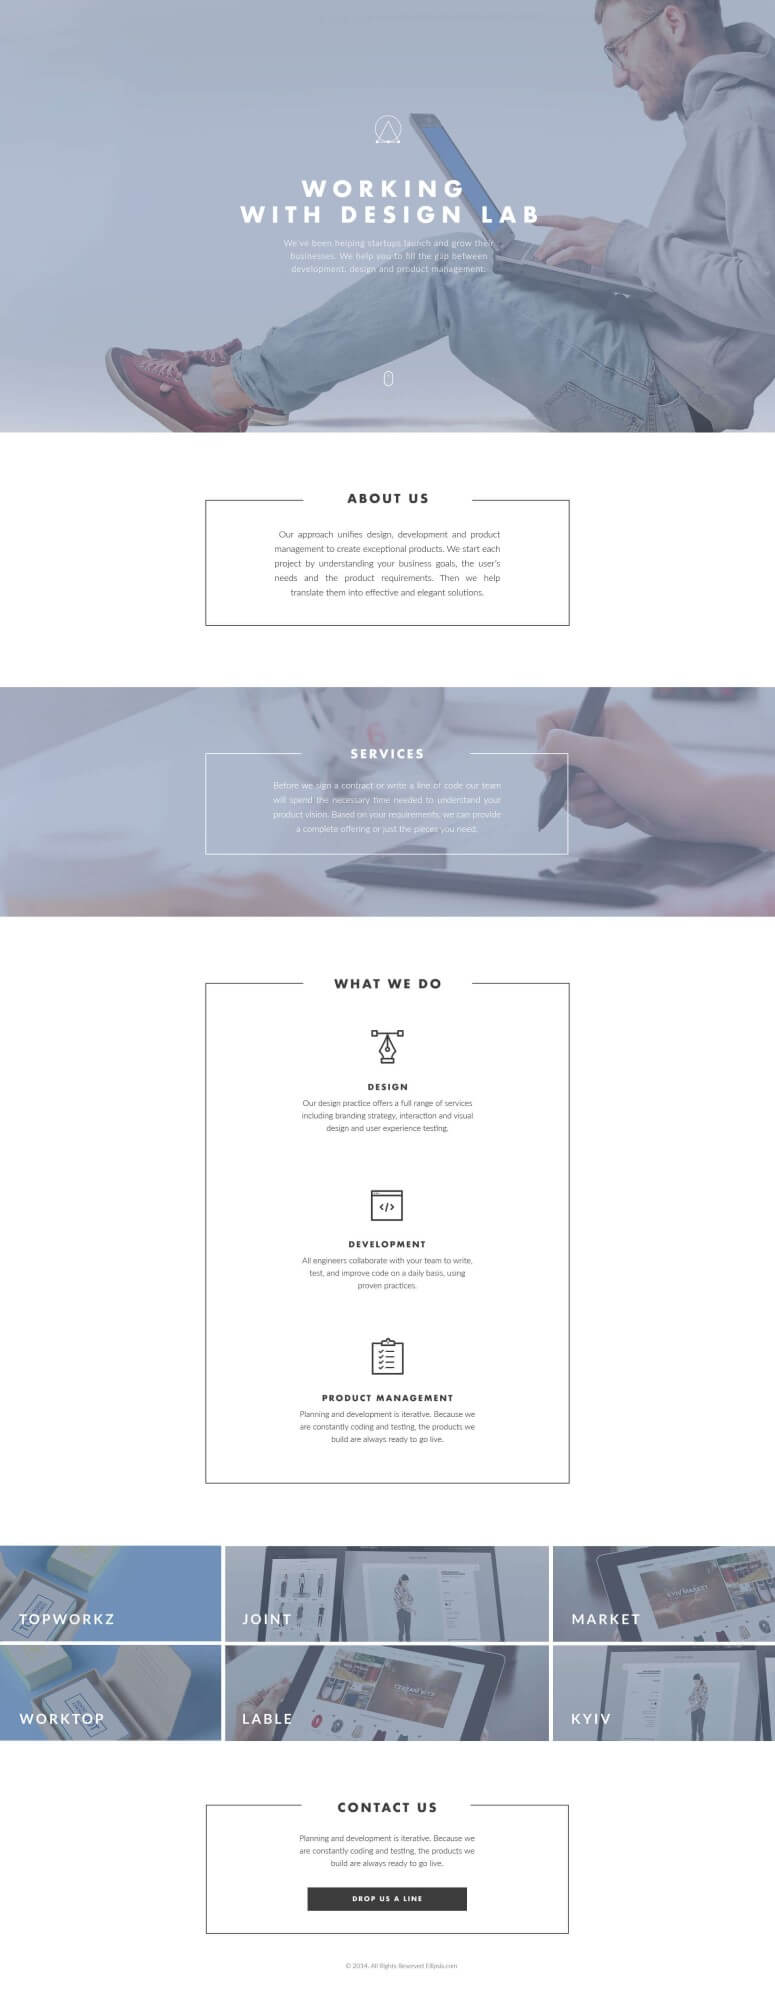 WORKING
WITH DESIGN LAB
We've been helping startups launch and grow their
businesses. We help you to fill the gap between
development, design and product management.
ABOUT US
Our approach unifies design, development and product
management to create exceptional products. We start each
project by understanding your business goals, the user's
needs and the product requirements. Then we help
translate them into effective and elegant solutions.
SERVICES
Before we sign a contract or write a line of code our team
will spend the necessary time needed to understand your
product vision. Based on your requirements, we can provide
a complete offering or just the pieces you need.
WHAT WE DO
DESIGN
Our design practice offers a full range of services
including branding strategy, interaction and visual
design and user experience testing.
DEVELOPMENT
All engineers collaborate with your team to write,
test, and improve code on a daily basis, using
proven practices.
PRODUCT MANAGEMENT
Planning and development is iterative. Because we
are constantly coding and testing, the products we
build are always ready to go live.
TOPWORKZ
JOINT
KYIV MARKET
MARKET
WORKTOP
LABLE
KYIV
CONTACT US
Planning and development is iterative. Because we
are constantly coding and testing, the products we
build are always ready to go live.
DROP US A LINE
© 2014. All Rights Reserved Ellipsis.com